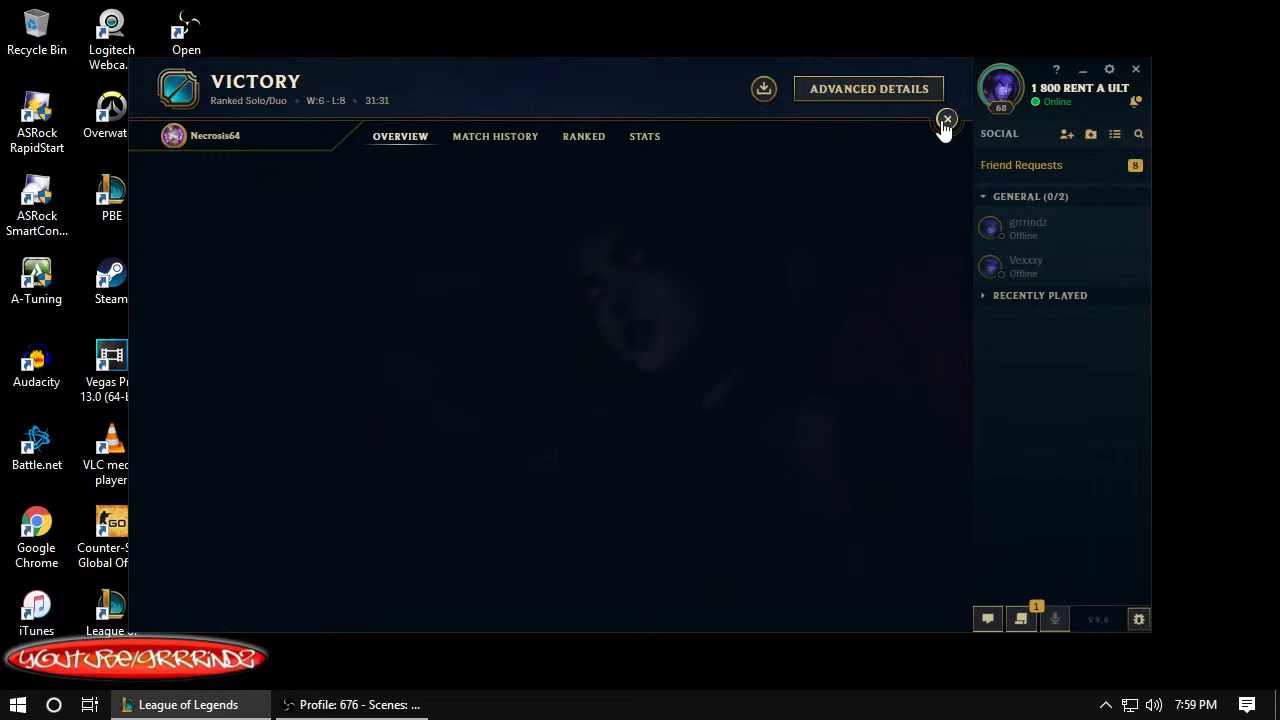 Recycle Bin
Logitech
Webca..
Open
ASRock
RapidStart
Overwat
ASRock
SmartCon...
PBE
A-Tuning
Steam
Audacity
Vegas Pr
13.0 (64-b
Battle.net
VLC med
player
Google
Chrome
GO
Counter-S
Global Of
iTunes
League o
VICTORY
Ranked Solo/Duo • W:6 - L:8 • 31:31
ADVANCED DETAILS
Necrosis64
OVERVIEW
MATCH HISTORY
RANKED
STATS
68
1 800 RENT A ULT
Online
SOCIAL
Friend Requests
8
GENERAL (0/2)
grrrindz
Offline
Vexxxy
Offline
RECENTLY PLAYED
1
V9.6
YOUTUBE/GRRRINDZ
League of Legends
Profile: 676 - Scenes: ...
7:59 PM